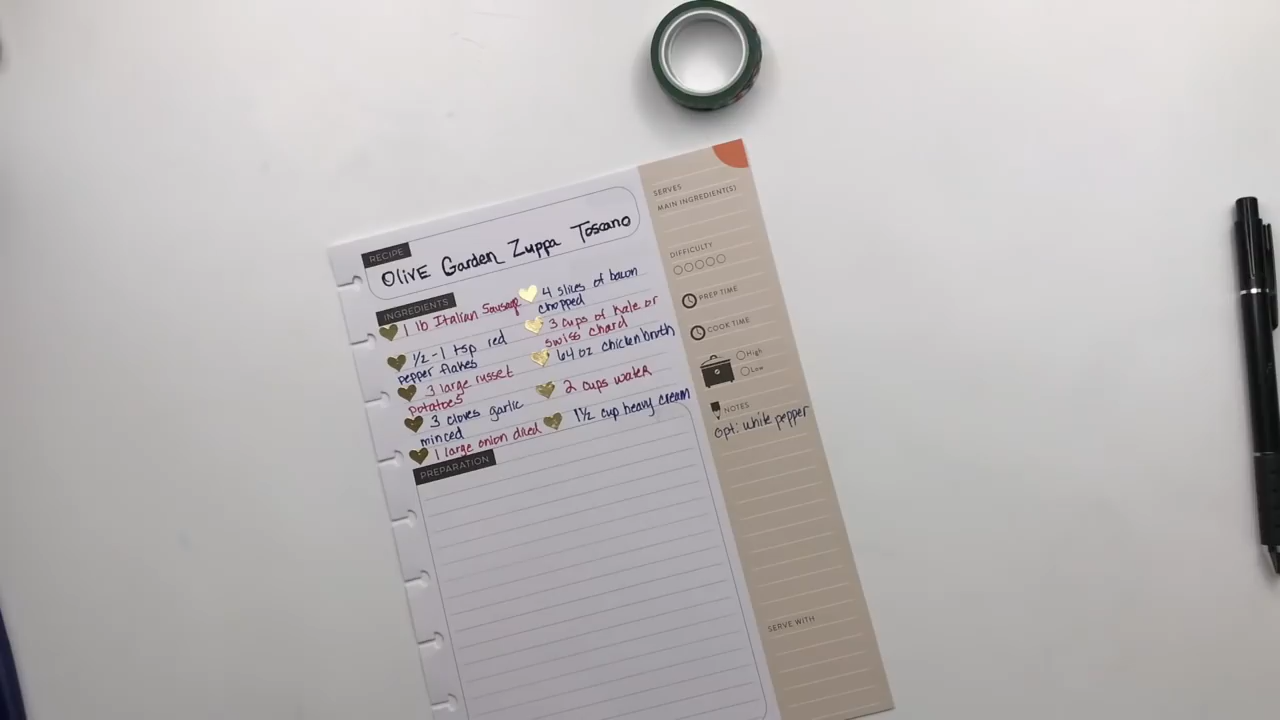 RECIPE
OlivE Garden Zuppa Toscano
INGREDIENTS
1 lb Italian Sausage
1/2-1 tsp red
pepper flakes
3 large russet
potatoes
3 cloves garlic
minced
1 large onion diced
4 slices of bacon
chopped
3 cups of kale or
swiss chard
64 oz chicken broth
2 cups water
1 1/2 cup heavy cream
PREPARATION
SERVES
MAIN INGREDIENT(S)
DIFFICULTY
PREP TIME
COOK TIME
High
Low
NOTES
Opt: white pepper
SERVE WITH